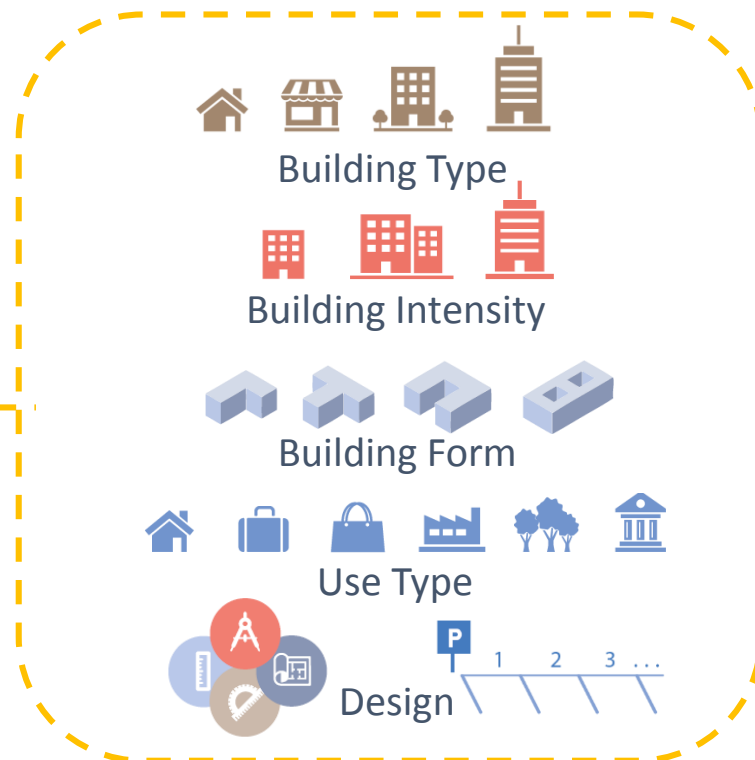 Building Type
Building Intensity
Building Form
Use Type
P
1 2 3 ...
Design